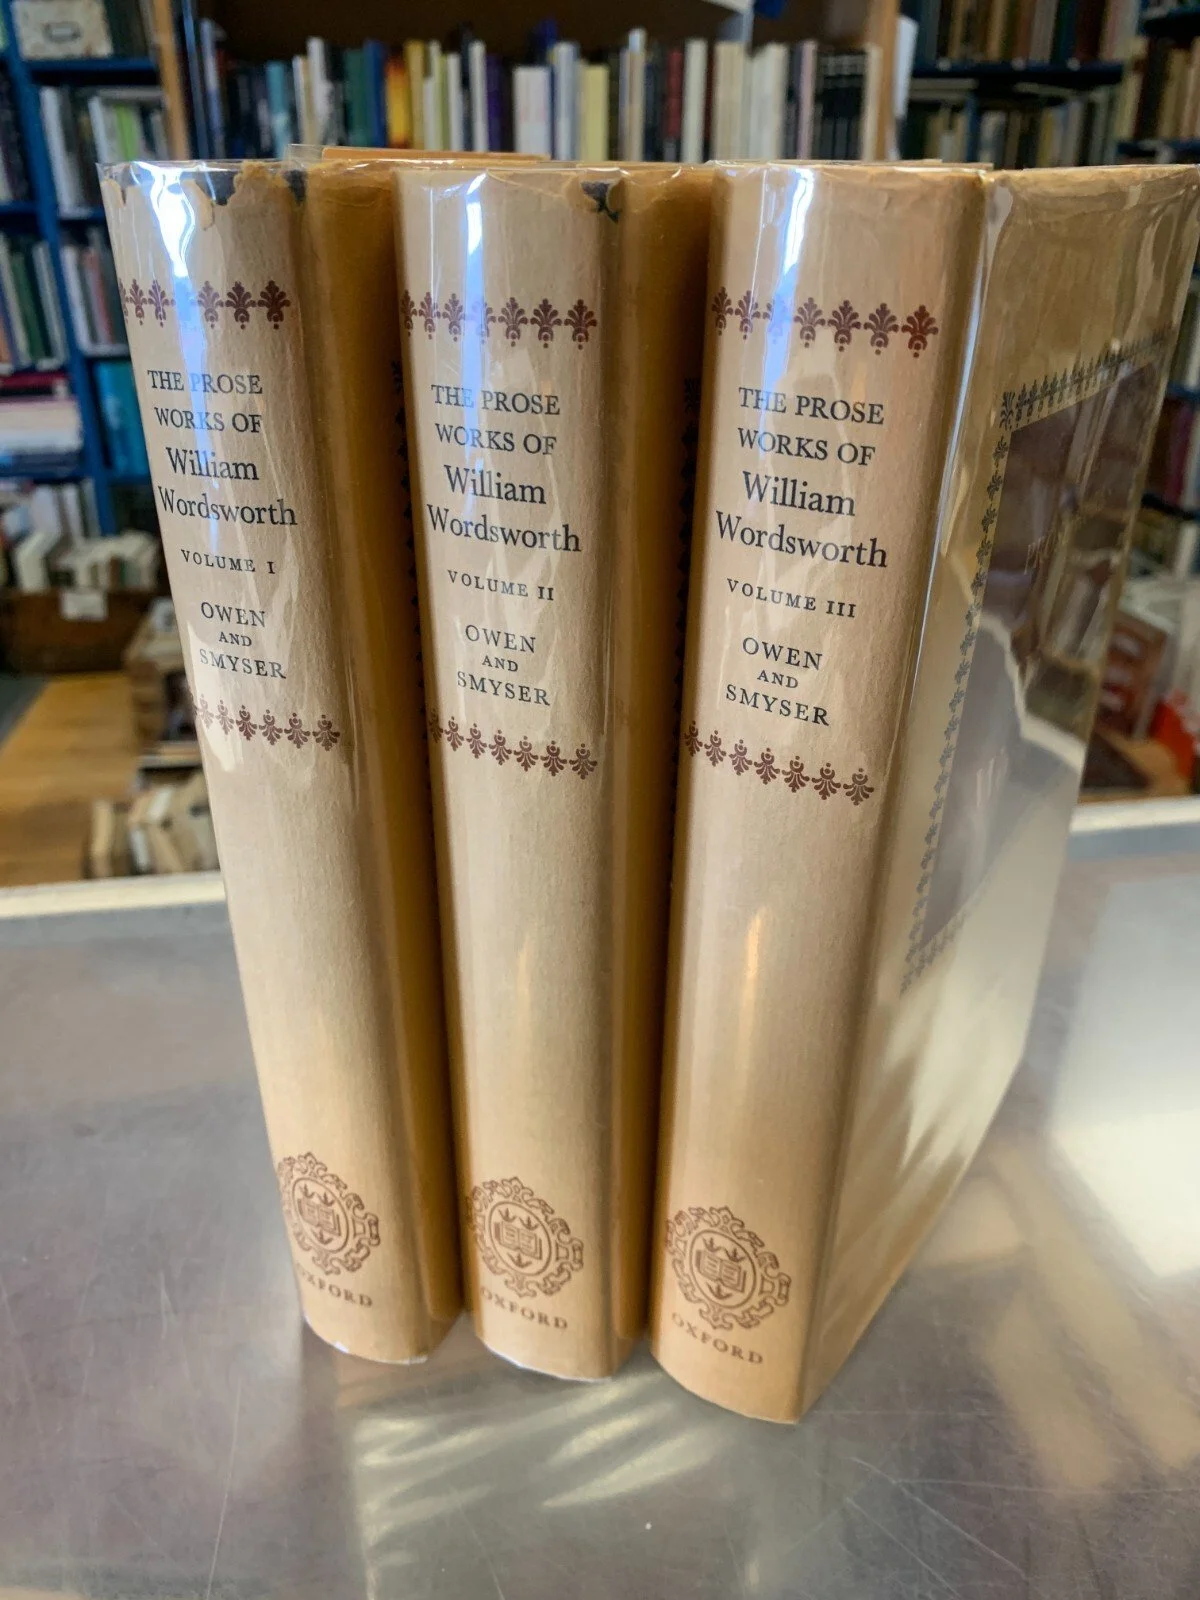 THE PROSE
WORKS OF
William
Wordsworth
VOLUME I
OWEN
AND
SMYSER
OXFORD
THE PROSE
WORKS OF
William
Wordsworth
VOLUME II
OWEN
AND
SMYSER
OXFORD
THE PROSE
WORKS OF
William
Wordsworth
VOLUME III
OWEN
AND
SMYSER
OXFORD